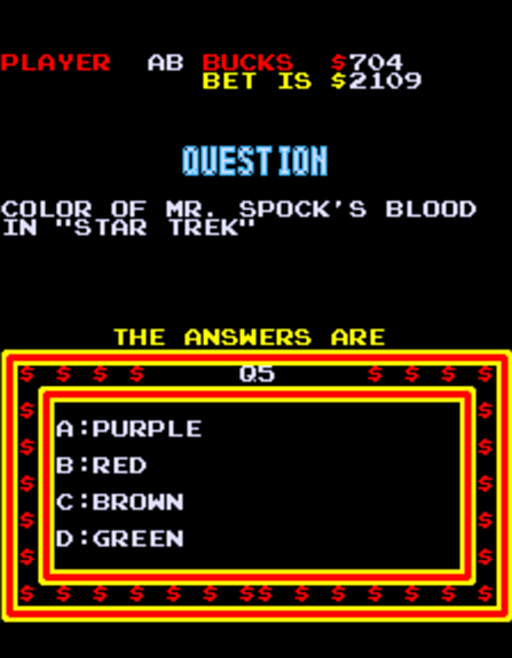 PLAYER AB BUCKS $704
BET IS $2109
QUESTION
COLOR OF MR. SPOCK'S BLOOD
IN "STAR TREK"
THE ANSWERS ARE
$ $ $ $ Q5 $ $ $ $
$ $
A:PURPLE
$ $
B:RED
$ $
C:BROWN
$ $
D:GREEN
$ $
$ $ $ $ $ $ $ $ $ $ $ $ $ $